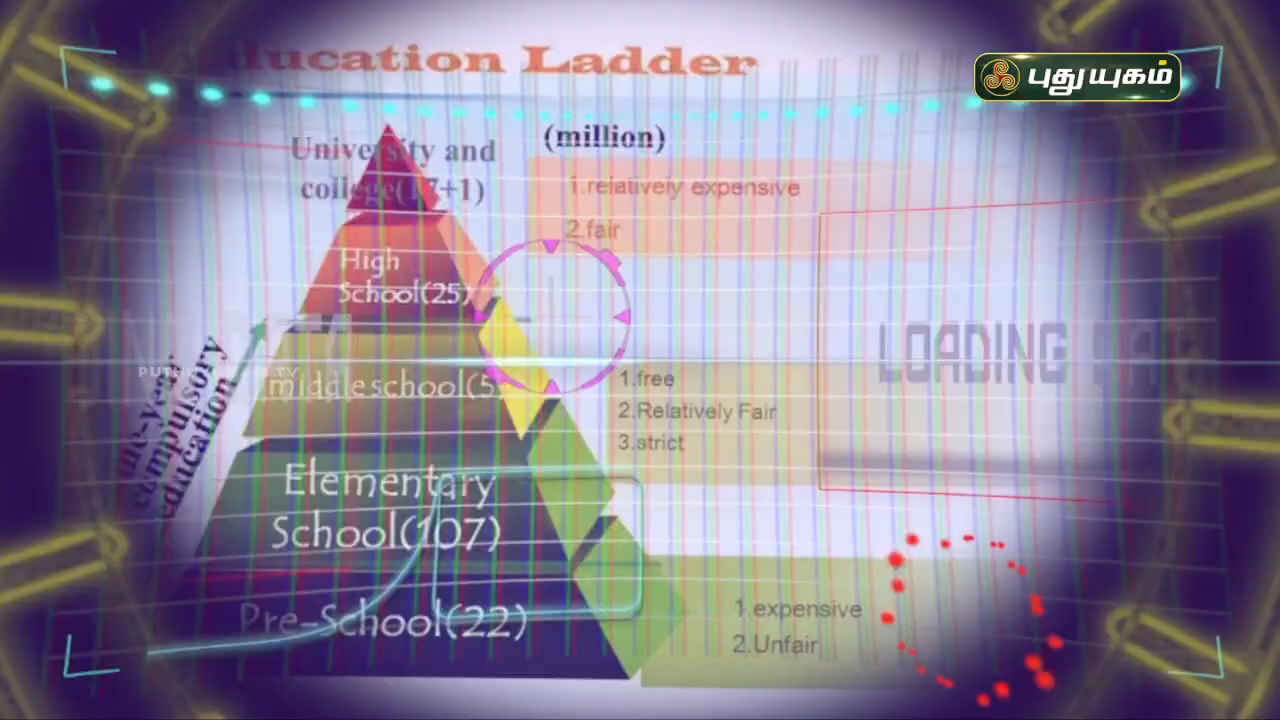 ducation Ladder
புதுயுகம்
(million)
University and
college(17+1)
1.relatively expensive
2.fair
High
School(25)
LOADING
compulsory
education
middle school(5
1.free
2.Relatively Fair
3.strict
Elementary
School(107)
Pre-School(22)
1.expensive
2.Unfair